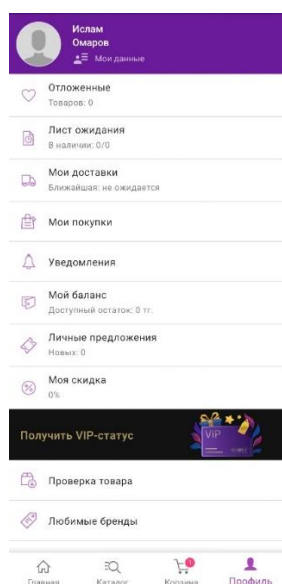 Ислам
Омаров
Мои данные
Отложенные
Товаров: 0
Лист ожидания
В наличии: 0/0
Мои доставки
Ближайшая: не ожидается
Мои покупки
Уведомления
Мой баланс
Доступный остаток: 0 тг.
Личные предложения
Новых: 0
Моя скидка
0%
Получить VIP-статус
ViP
Проверка товара
Любимые бренды
Главная
Каталог
Корзина
Профиль